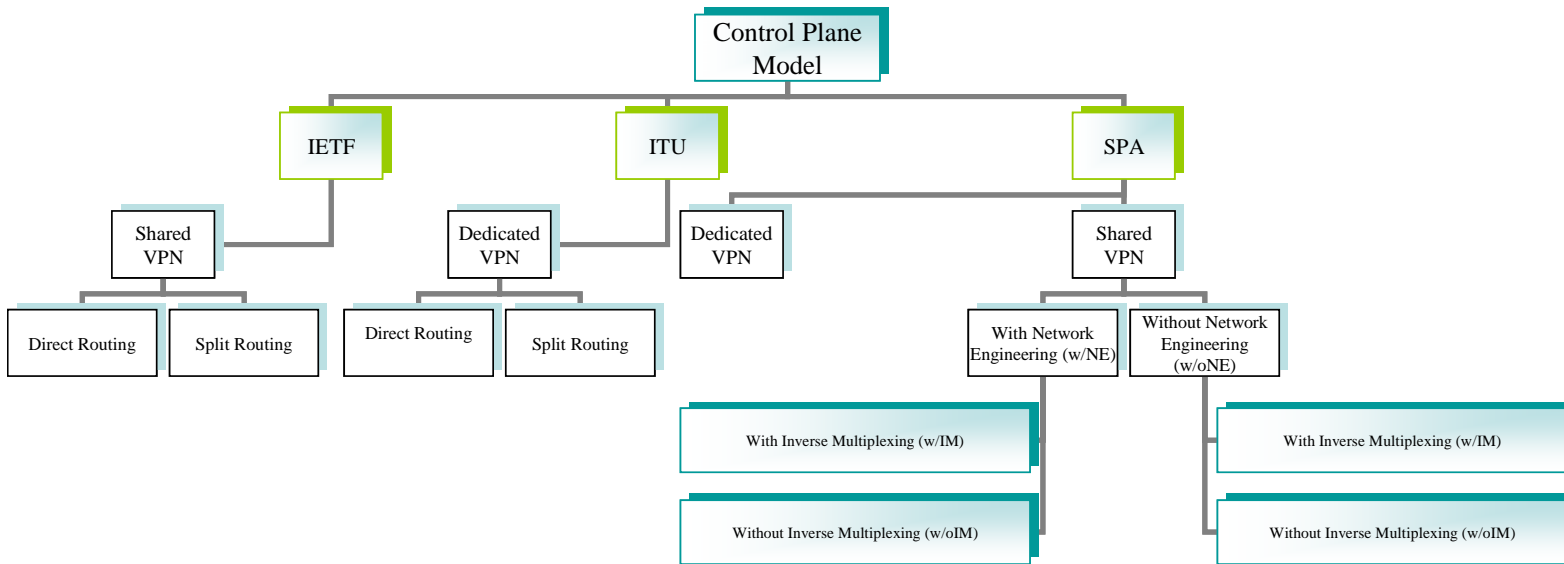 Control Plane
Model
IETF
ITU
SPA
Shared
VPN
Dedicated
VPN
Dedicated
VPN
Shared
VPN
Direct Routing
Split Routing
Direct Routing
Split Routing
With Network
Engineering (w/NE)
Without Network
Engineering
(w/oNE)
With Inverse Multiplexing (w/IM)
With Inverse Multiplexing (w/IM)
Without Inverse Multiplexing (w/oIM)
Without Inverse Multiplexing (w/oIM)